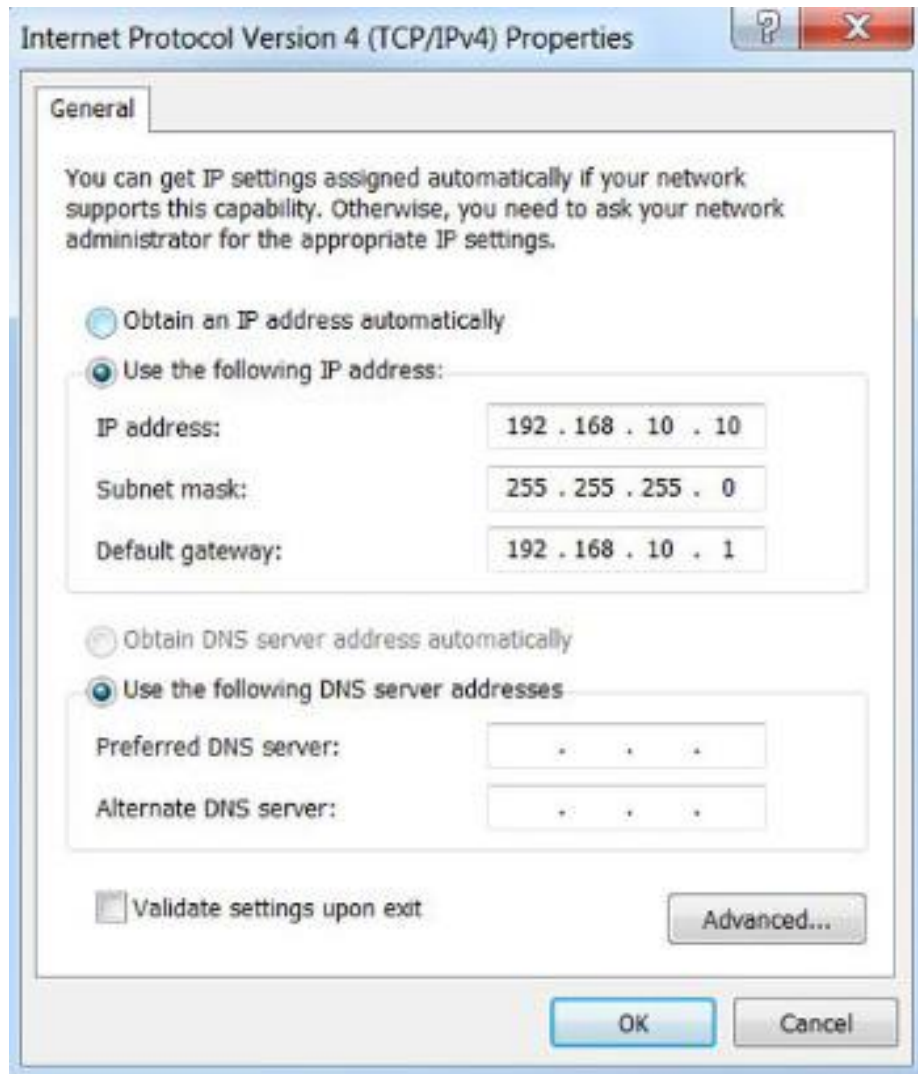 Internet Protocol Version 4 (TCP/IPv4) Properties
General
You can get IP settings assigned automatically if your network
supports this capability. Otherwise, you need to ask your network
administrator for the appropriate IP settings.
Obtain an IP address automatically
Use the following IP address:
IP address: 192 . 168 . 10 . 10
Subnet mask: 255 . 255 . 255 . 0
Default gateway: 192 . 168 . 10 . 1
Obtain DNS server address automatically
Use the following DNS server addresses
Preferred DNS server: . . .
Alternate DNS server: . . .
Validate settings upon exit
Advanced...
OK Cancel